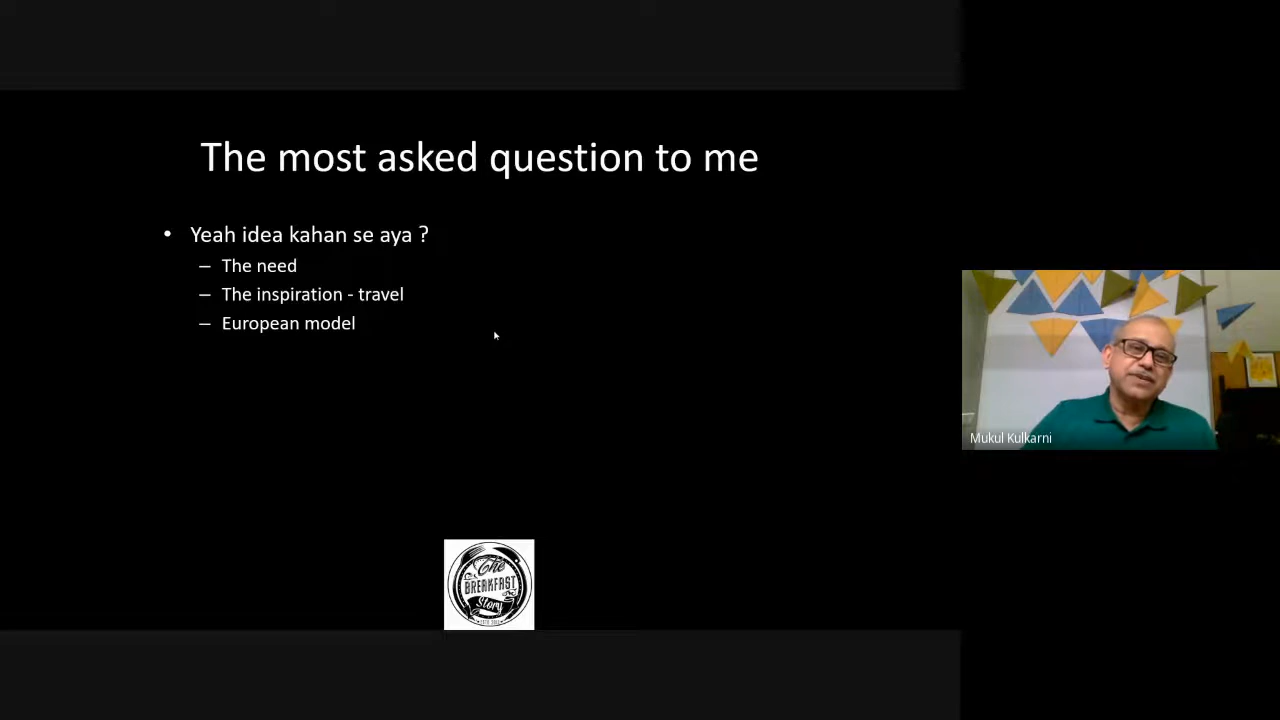 The most asked question to me
• Yeah idea kahan se aya ?
– The need
– The inspiration - travel
– European model
Mukul Kulkarni
The
BREAKFAST
Story